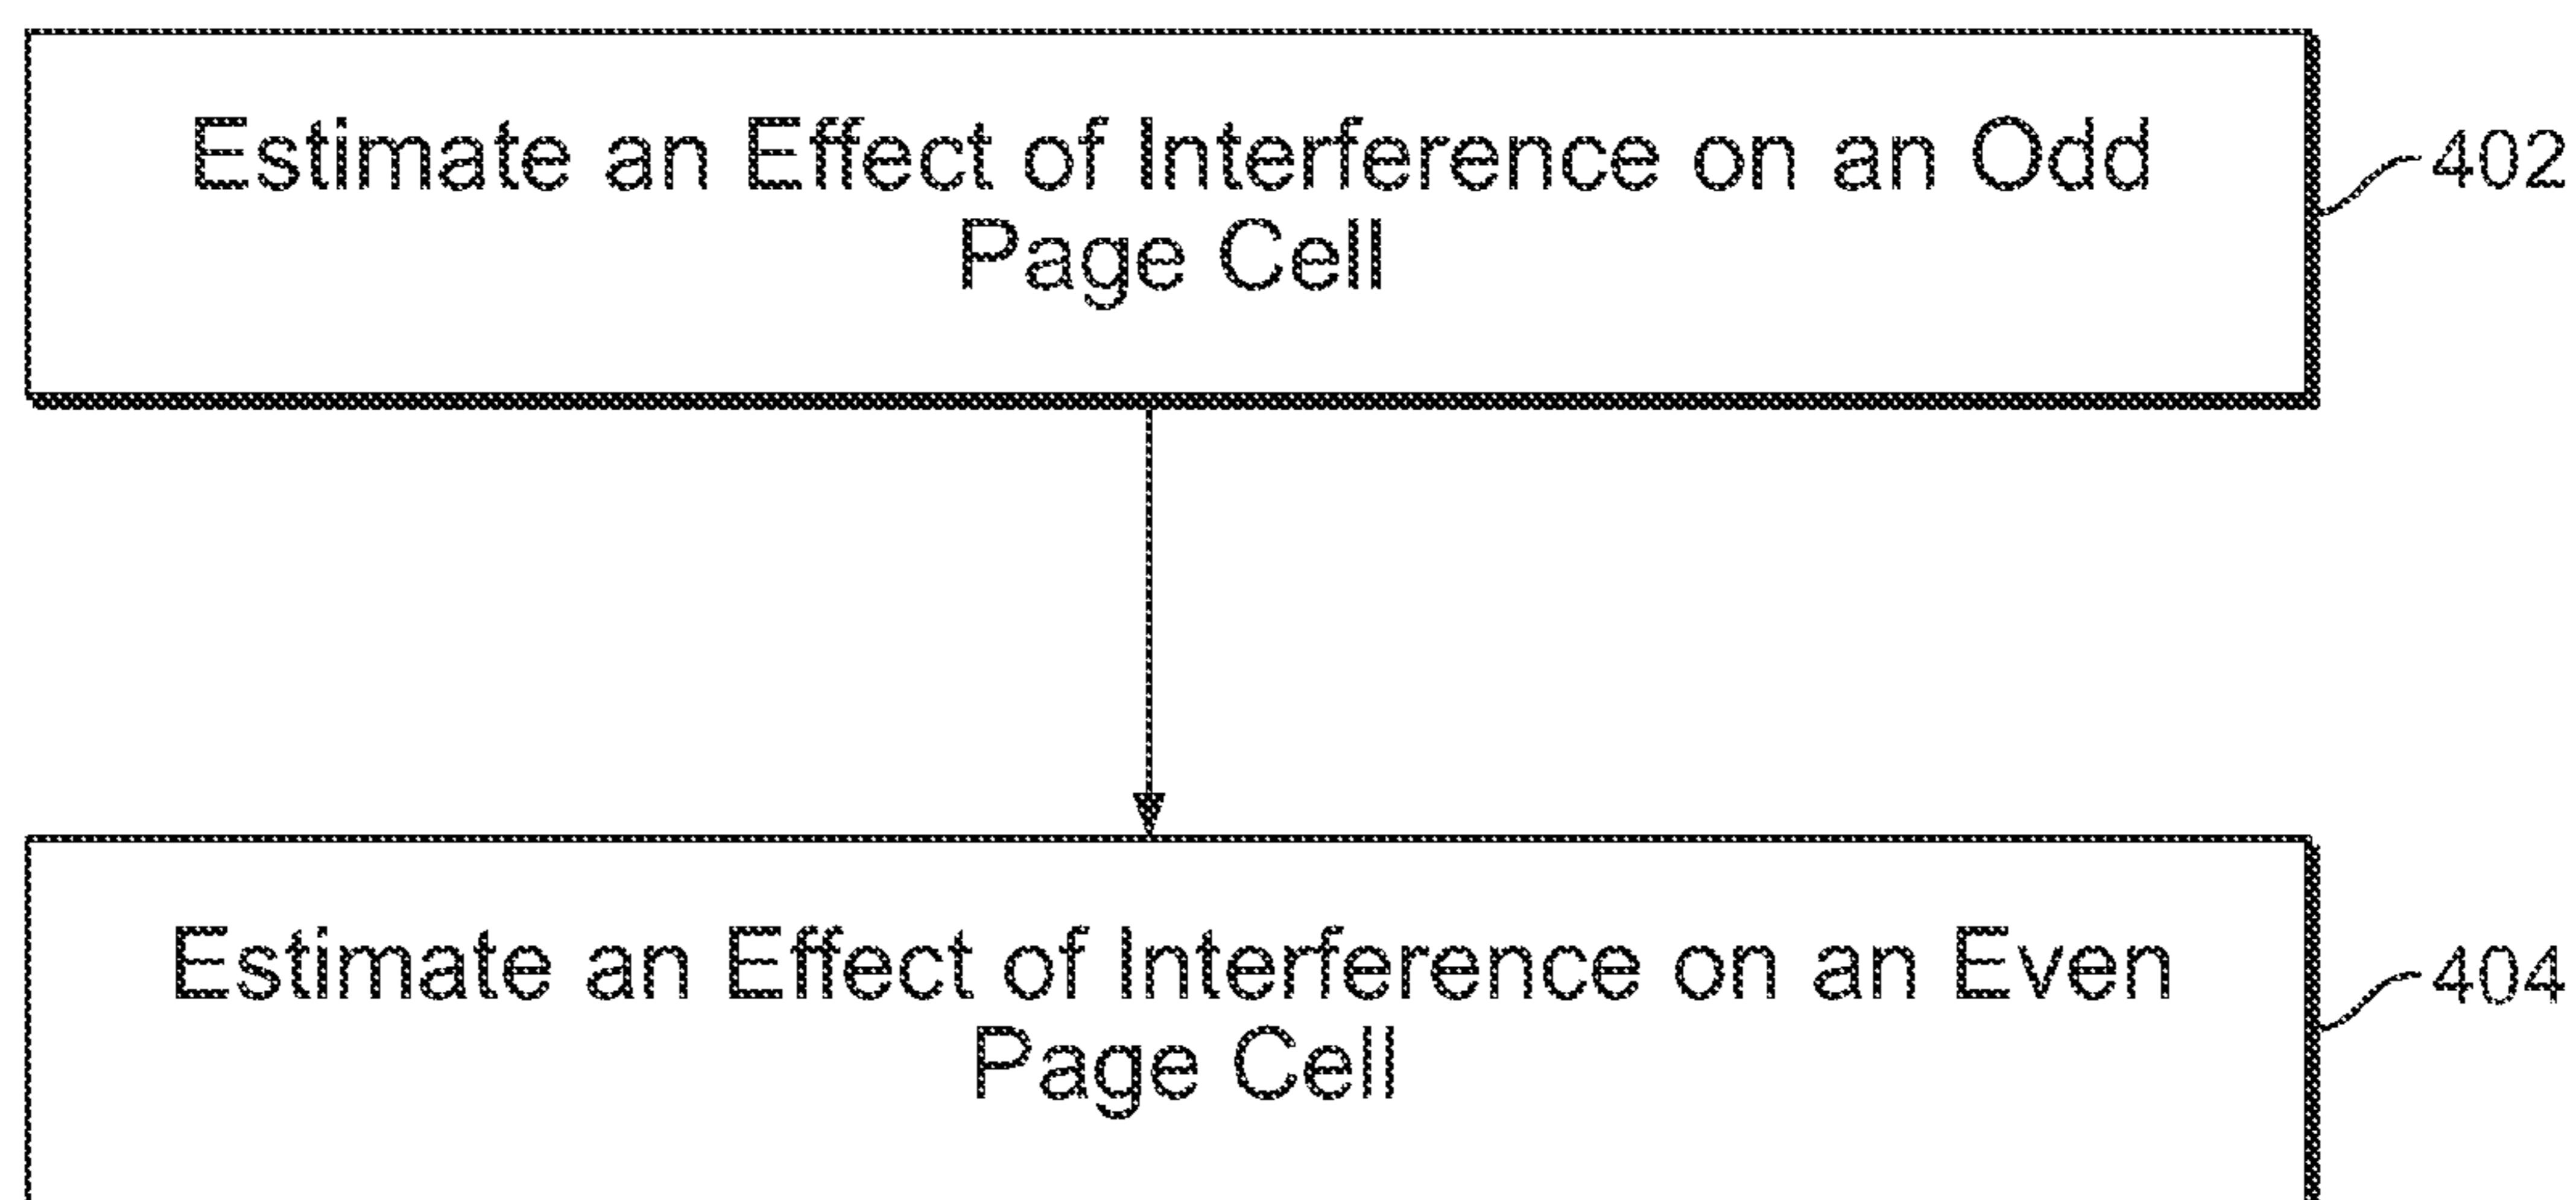 Estimate an Effect of Interference on an Odd
Page Cell
402
Estimate an Effect of Interference on an Even
Page Cell
404